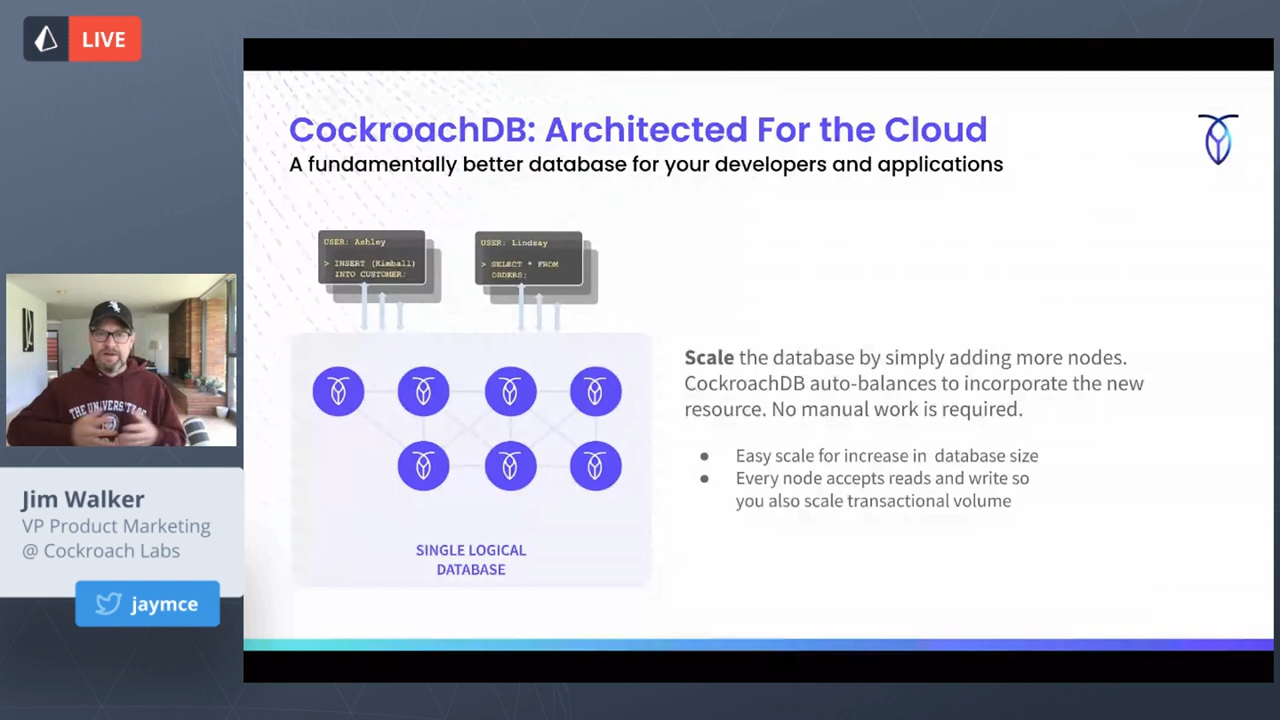 LIVE
CockroachDB: Architected For the Cloud
A fundamentally better database for your developers and applications
USER: Ashley
> INSERT (Kimball)
INTO CUSTOMER;
USER: Lindsay
> SELECT * FROM
ORDERS;
Scale the database by simply adding more nodes.
CockroachDB auto-balances to incorporate the new
resource. No manual work is required.
● Easy scale for increase in database size
● Every node accepts reads and write so
you also scale transactional volume
SINGLE LOGICAL
DATABASE
THE UNIVERSITY OF
Jim Walker
VP Product Marketing
@ Cockroach Labs
jaymce